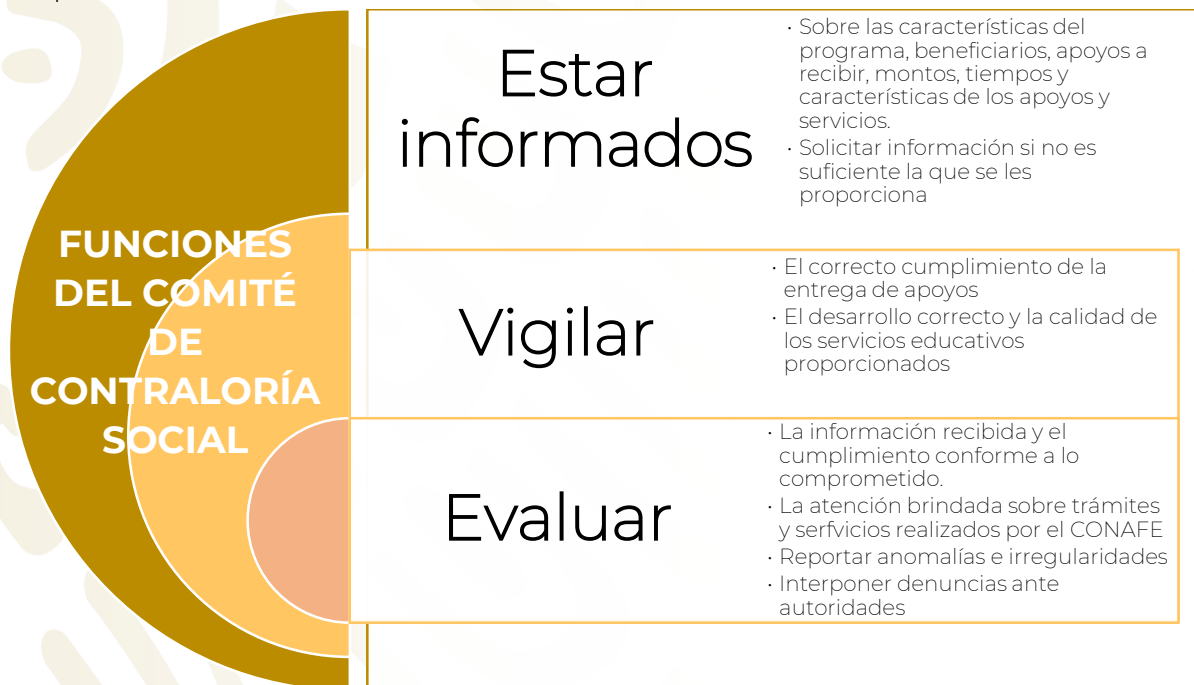 FUNCIONES
DEL COMITÉ
DE
CONTRALORÍA
SOCIAL
Estar
informados
· Sobre las características del
programa, beneficiarios, apoyos a
recibir, montos, tiempos y
características de los apoyos y
servicios.
· Solicitar información si no es
suficiente la que se les
proporciona
Vigilar
· El correcto cumplimiento de la
entrega de apoyos
· El desarrollo correcto y la calidad de
los servicios educativos
proporcionados
Evaluar
· La información recibida y el
cumplimiento conforme a lo
comprometido.
· La atención brindada sobre trámites
y serfvicios realizados por el CONAFE
· Reportar anomalías e irregularidades
· Interponer denuncias ante
autoridades